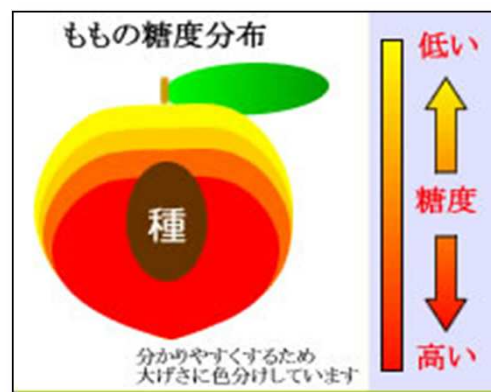 ももの糖度分布
種
分かりやすくするため
大げさに色分けしています
低い
糖度
高い